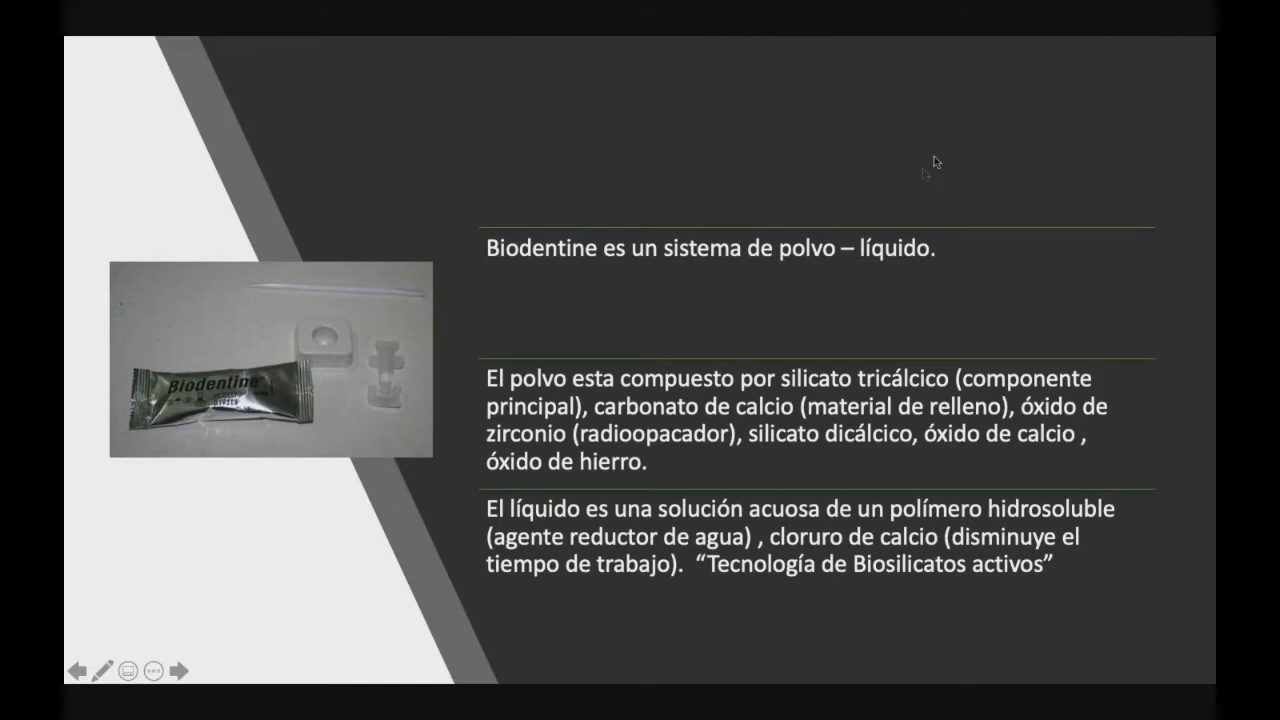 Biodentine es un sistema de polvo – líquido.
El polvo esta compuesto por silicato tricálcico (componente
principal), carbonato de calcio (material de relleno), óxido de
zirconio (radioopacador), silicato dicálcico, óxido de calcio ,
óxido de hierro.
El líquido es una solución acuosa de un polímero hidrosoluble
(agente reductor de agua) , cloruro de calcio (disminuye el
tiempo de trabajo).  “Tecnología de Biosilicatos activos”
Biodentine